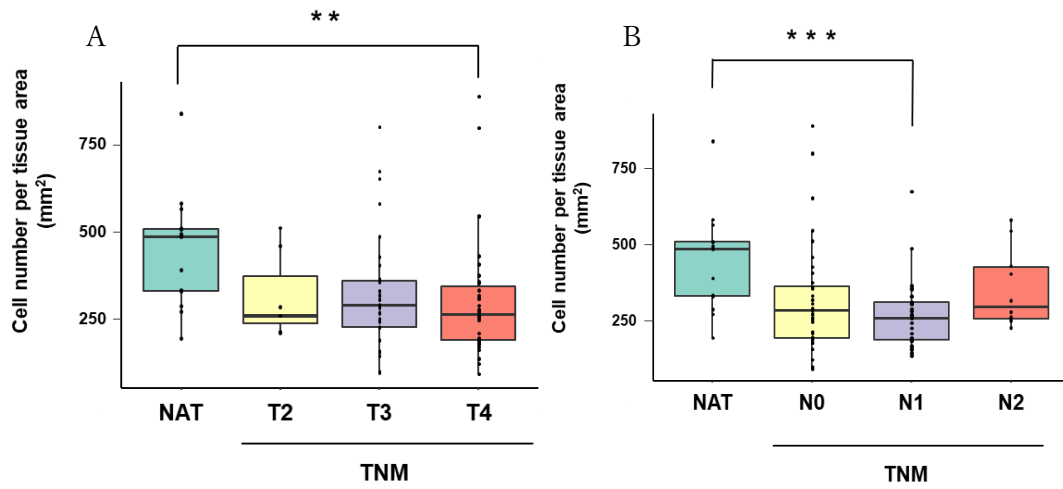 A
* *
Cell number per tissue area
(mm²)
750
500
250
NAT T2 T3 T4
TNM
B
* * *
Cell number per tissue area
(mm²)
750
500
250
NAT N0 N1 N2
TNM